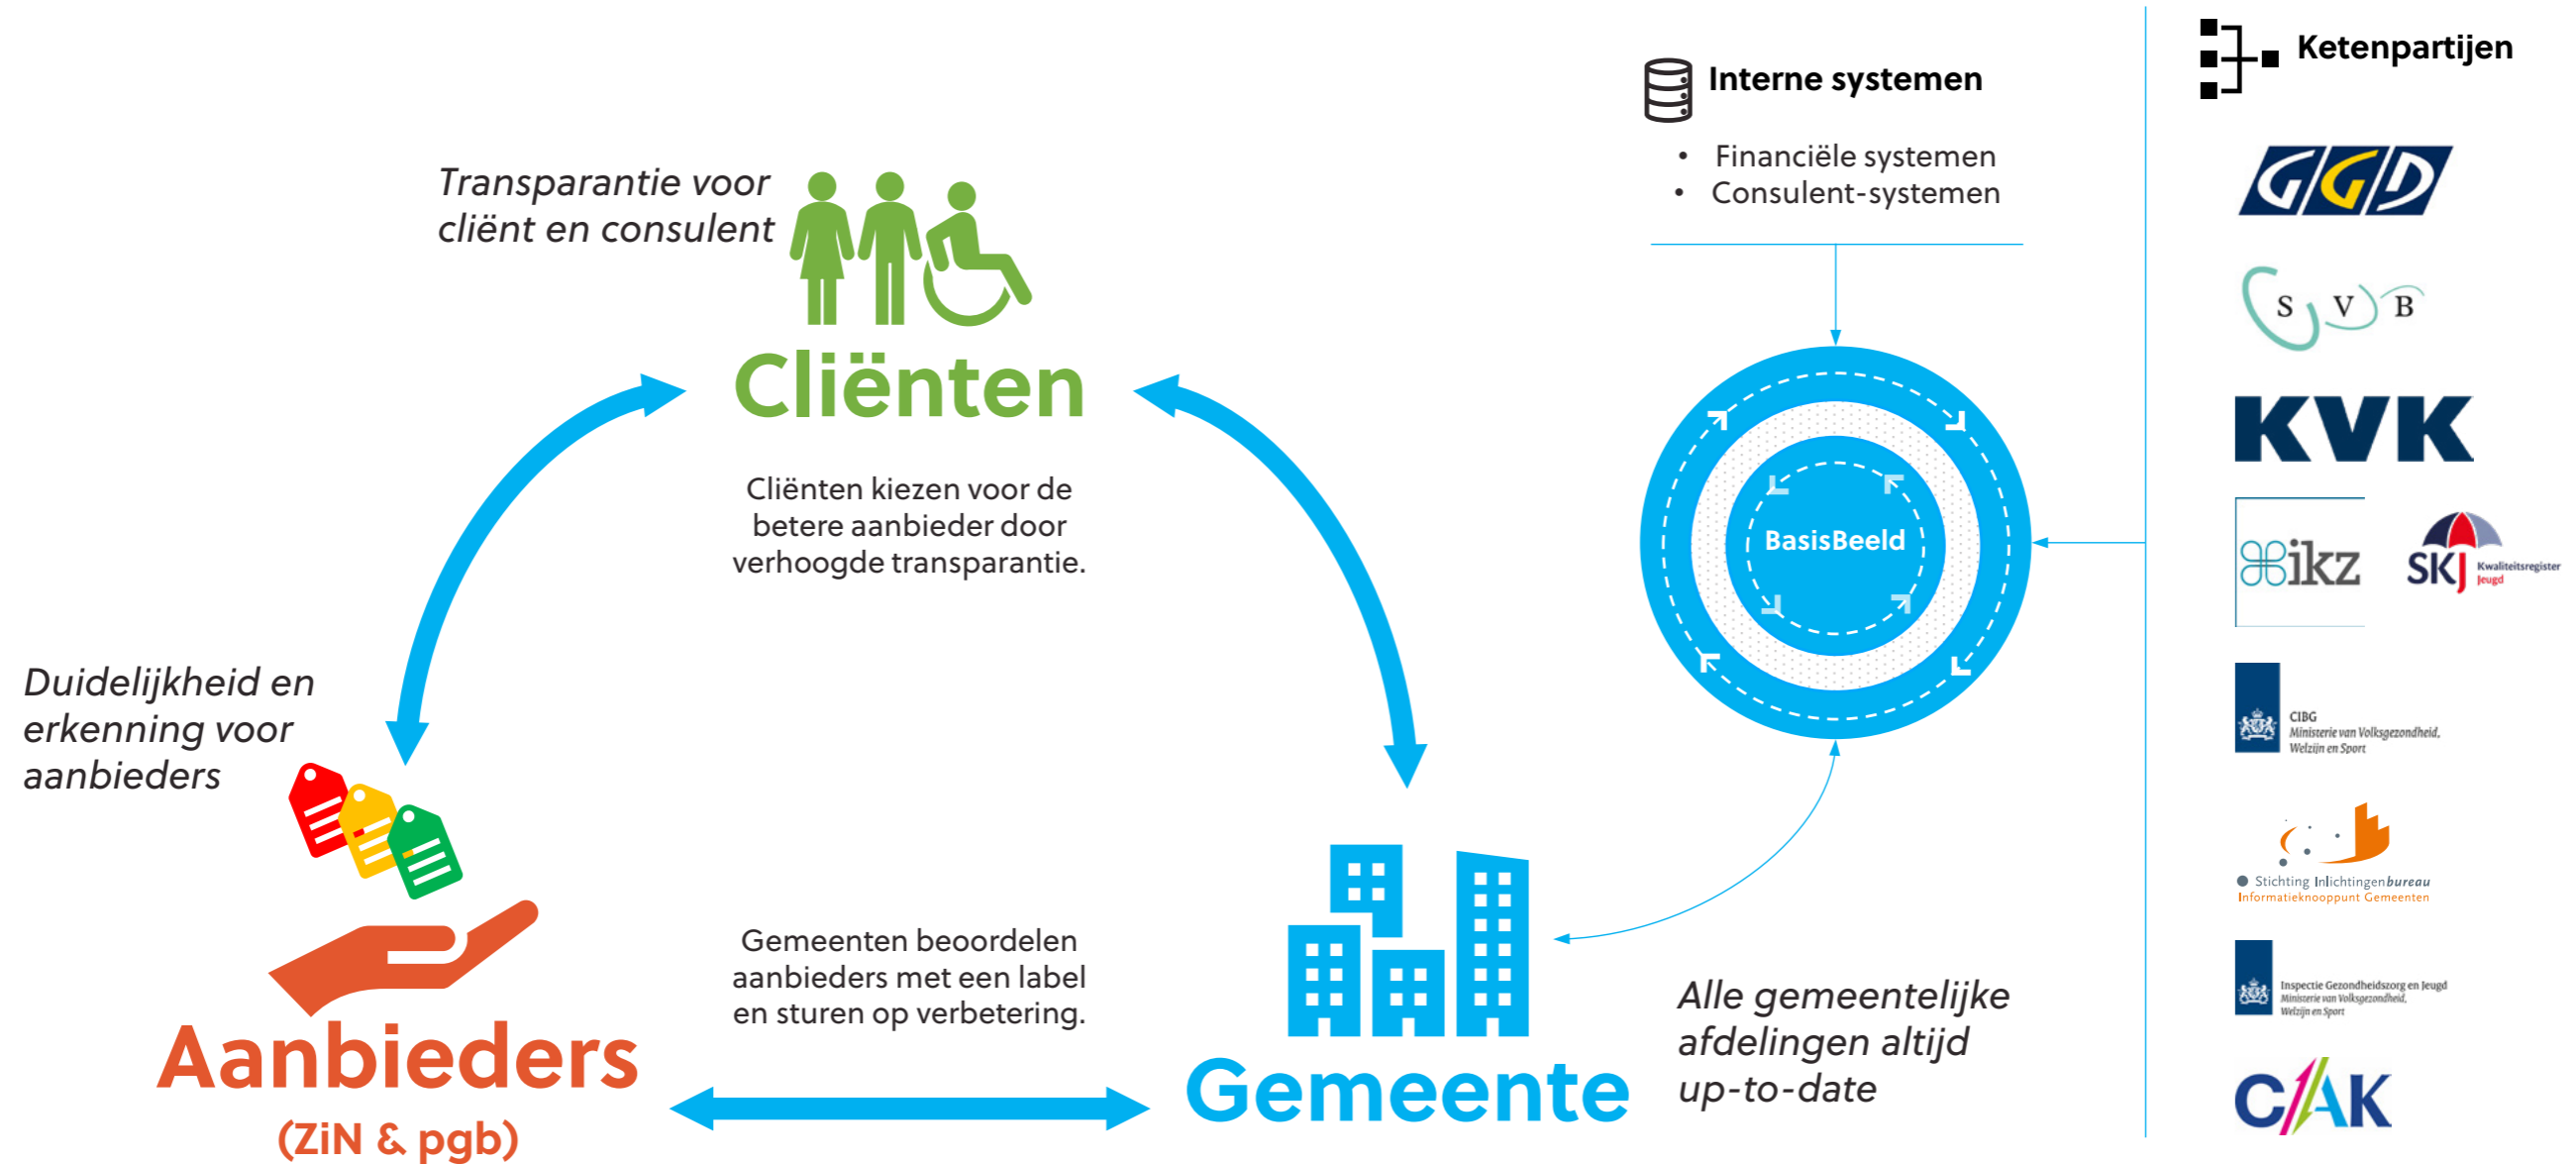 Transparantie voor
cliënt en consulent
Cliënten
Cliënten kiezen voor de
betere aanbieder door
verhoogde transparantie.
Duidelijkheid en
erkenning voor
aanbieders
Aanbieders
(ZiN & pgb)
Gemeenten beoordelen
aanbieders met een label
en sturen op verbetering.
Gemeente
Alle gemeentelijke
afdelingen altijd
up-to-date
Interne systemen
• Financiële systemen
• Consulent-systemen
BasisBeeld
Ketenpartijen
GGD
SVB
KVK
ikz
SKJ Kwaliteitsregister
Jeugd
CIBG
Ministerie van Volksgezondheid,
Welzijn en Sport
Stichting Inlichtingenbureau
Informatieknooppunt Gemeenten
Inspectie Gezondheidszorg en Jeugd
Ministerie van Volksgezondheid,
Welzijn en Sport
CAK